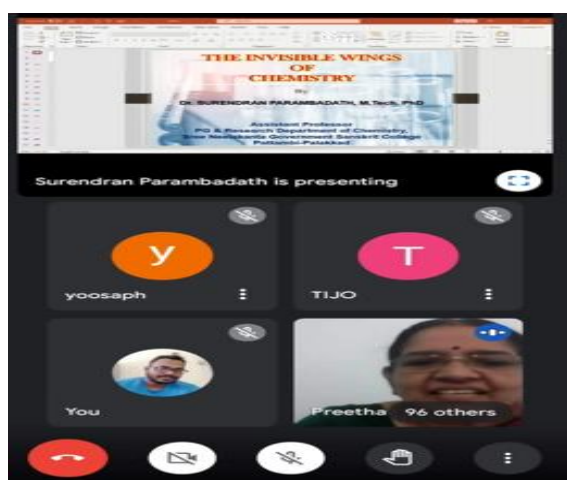 THE INVISIBLE WINGS
OF
CHEMISTRY
By
Dr. SURENDRAN PARAMBADATH, M.Tech, PhD
Assistant Professor
PG & Research Department of Chemistry,
Sree Neelakanta Government Sanskrit College
Pattambi-Palakkad
Surendran Parambadath is presenting
y
T
yoosaph
TIJO
You
Preetha
96 others